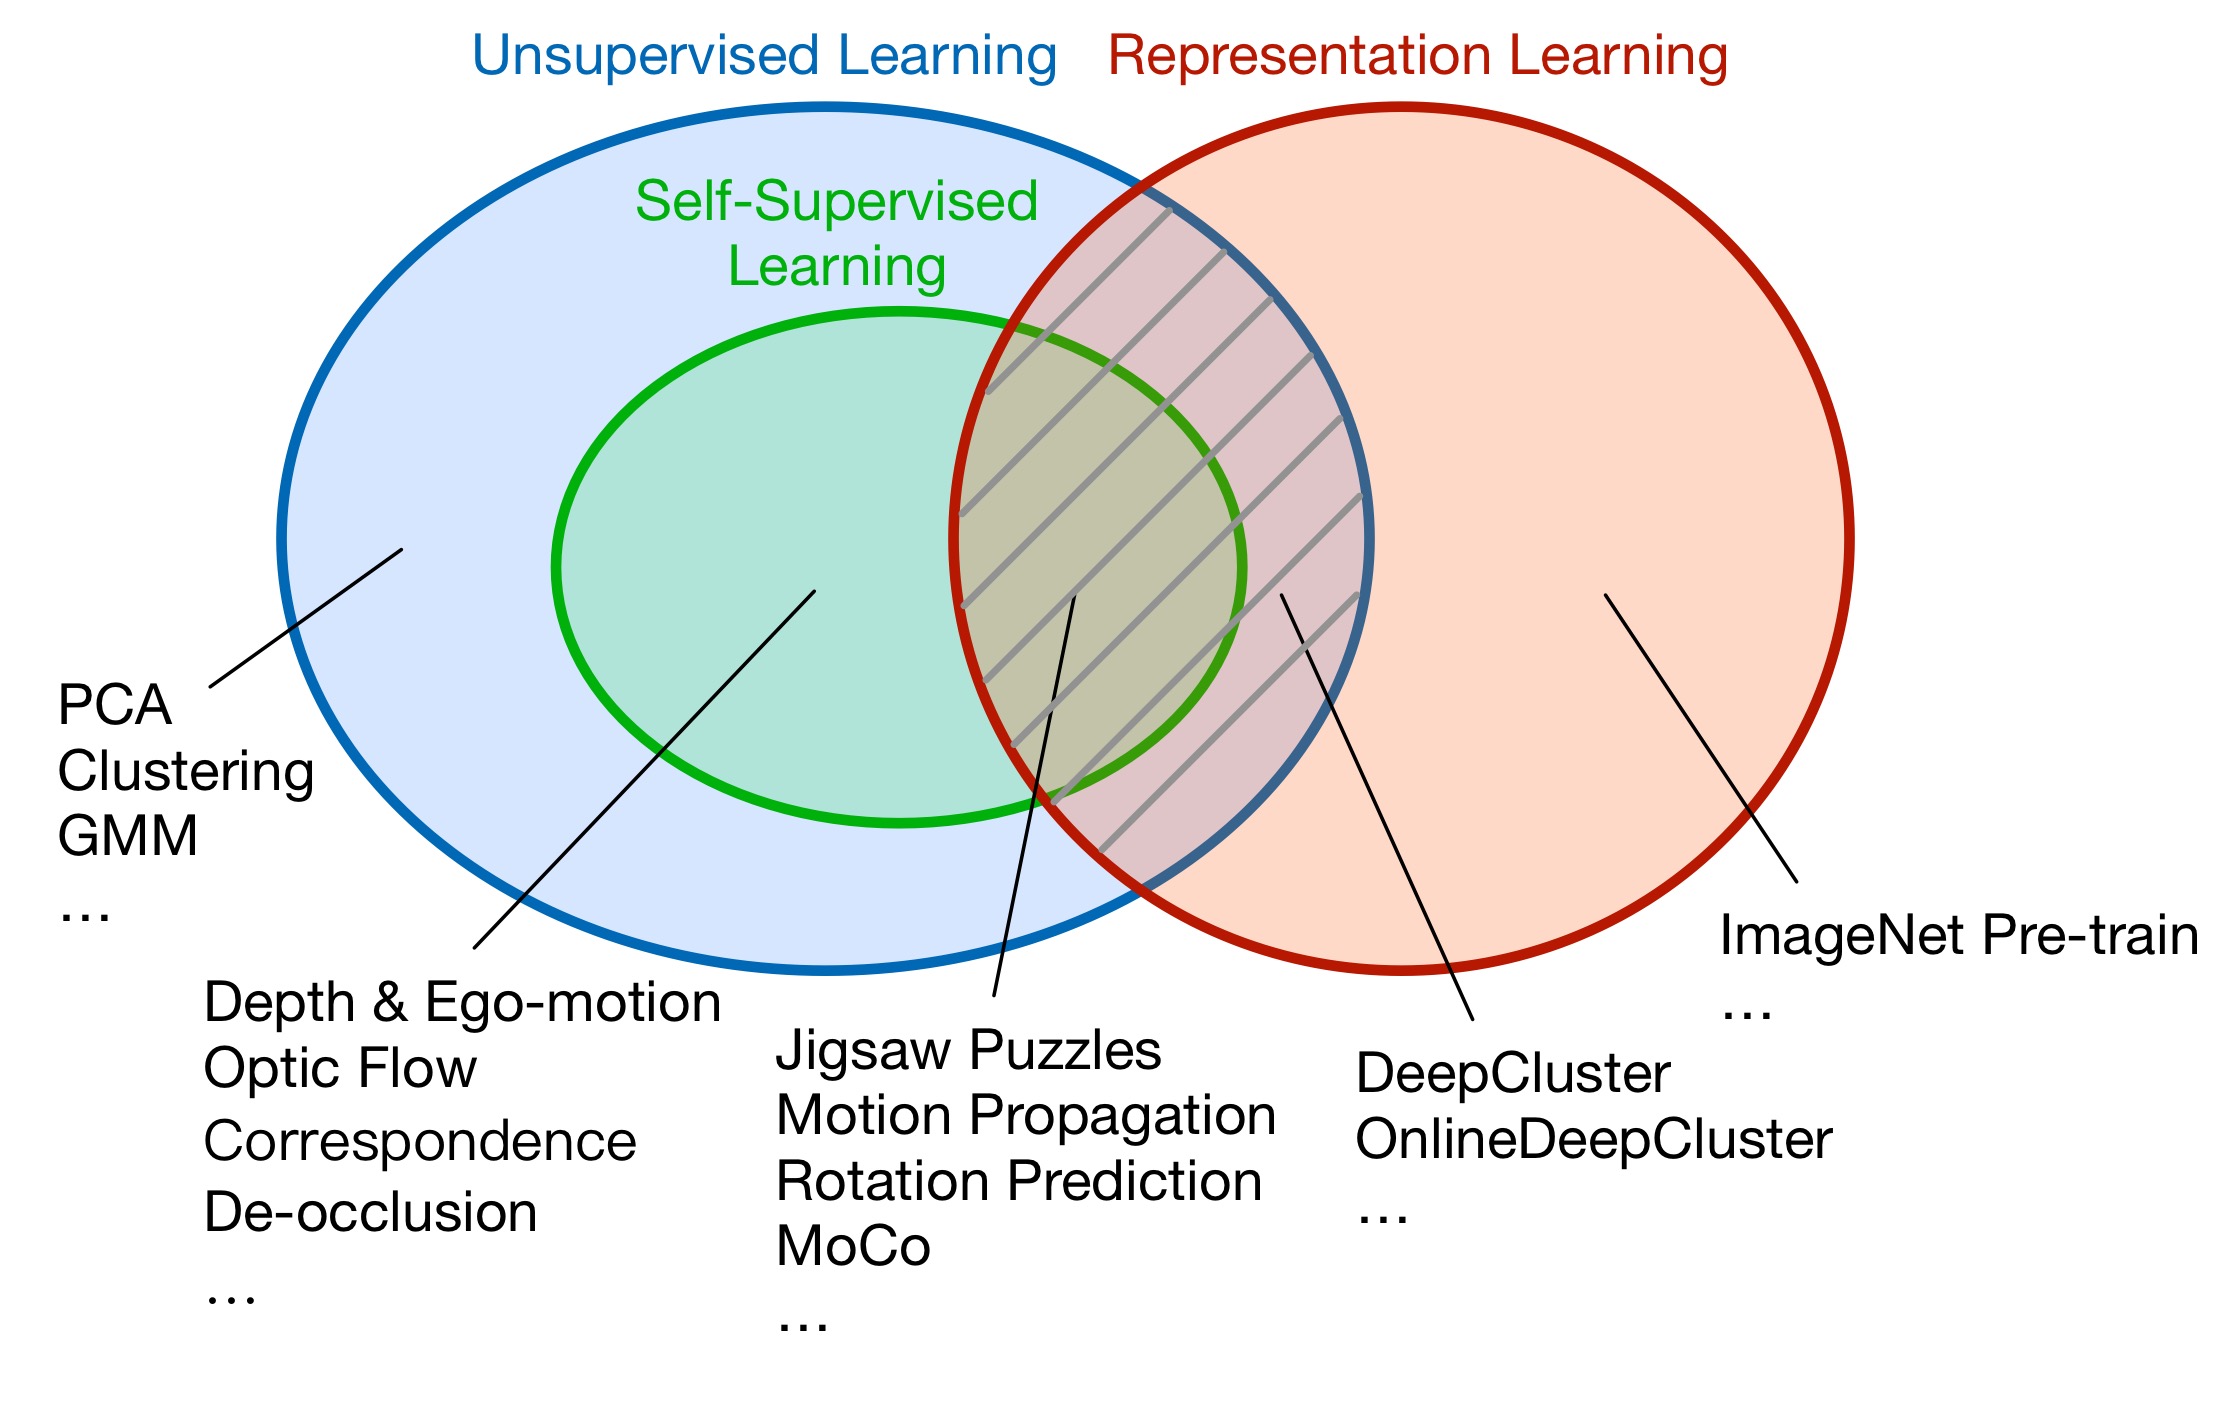 Unsupervised Learning
Representation Learning
Self-Supervised
Learning
PCA
Clustering
GMM
...
Depth & Ego-motion
Optic Flow
Correspondence
De-occlusion
...
Jigsaw Puzzles
Motion Propagation
Rotation Prediction
MoCo
...
DeepCluster
OnlineDeepCluster
...
ImageNet Pre-train
...